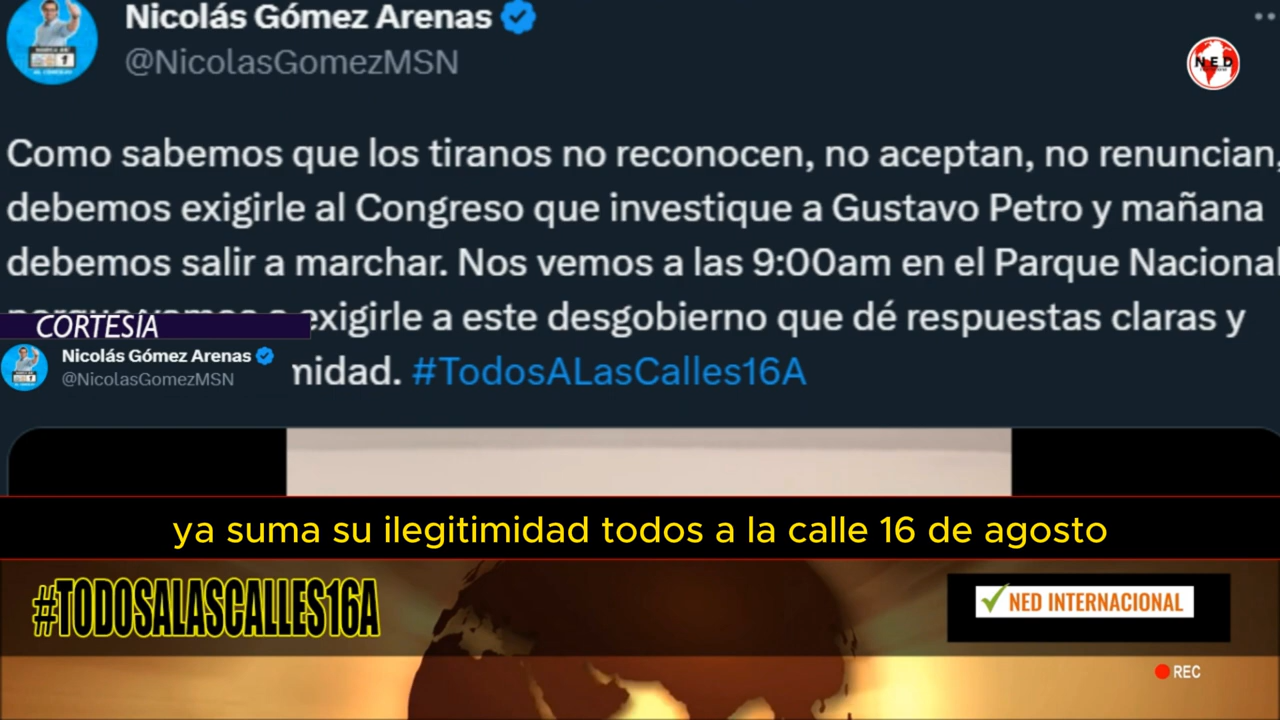 Nicolás Gómez Arenas
@NicolasGomezMSN
NED
Como sabemos que los tiranos no reconocen, no aceptan, no renuncian,
debemos exigirle al Congreso que investigue a Gustavo Petro y mañana
debemos salir a marchar. Nos vemos a las 9:00am en el Parque Nacional
exigirle a este desgobierno que dé respuestas claras y
CORTESÍA
Nicolás Gómez Arenas
@NicolasGomezMSN
midad. #TodosALasCalles16A
ya suma su ilegitimidad todos a la calle 16 de agosto
#TODOSALASCALLES16A
NED INTERNACIONAL
REC